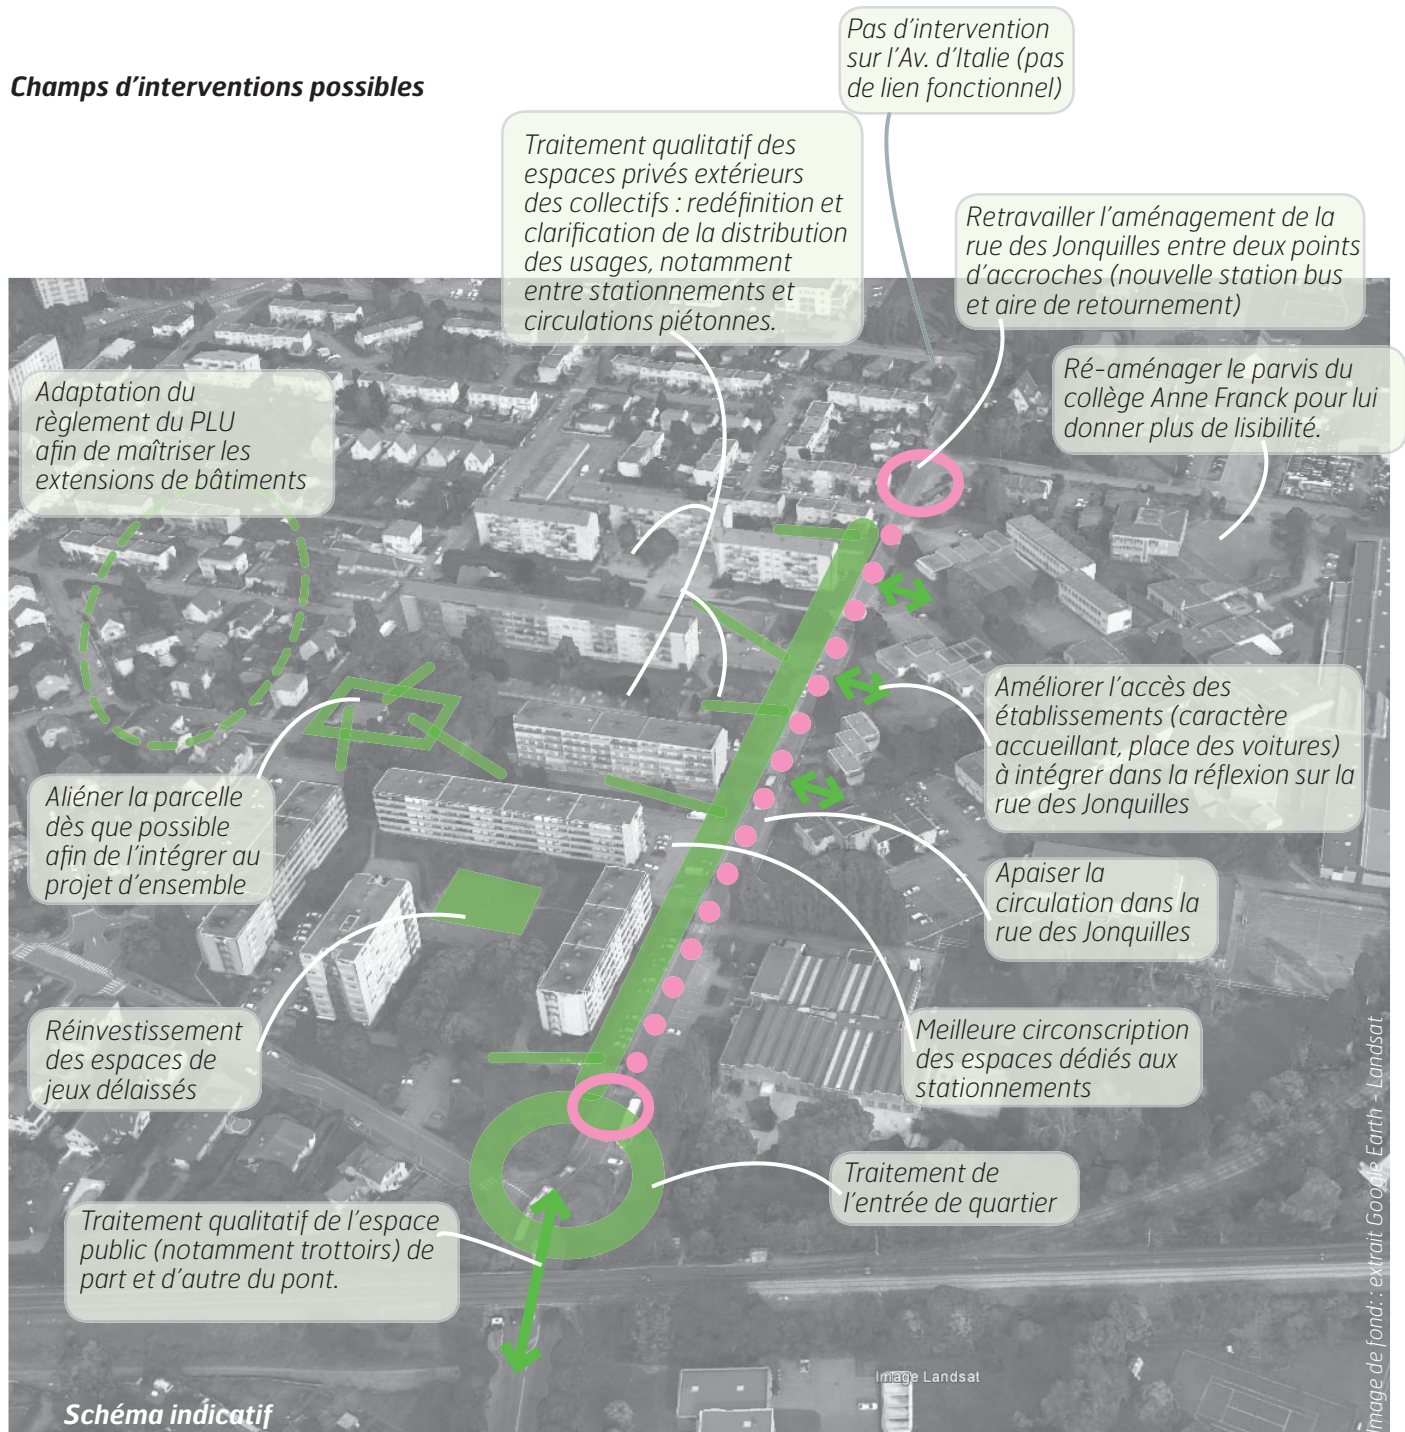 Champs d'interventions possibles
Pas d'intervention
sur l'Av. d'Italie (pas
de lien fonctionnel)
Traitement qualitatif des
espaces privés extérieurs
des collectifs : redéfinition et
clarification de la distribution
des usages, notamment
entre stationnements et
circulations piétonnes.
Retravailler l'aménagement de la
rue des Jonquilles entre deux points
d'accroches (nouvelle station bus
et aire de retournement)
Ré-aménager le parvis du
collège Anne Franck pour lui
donner plus de lisibilité.
Adaptation du
règlement du PLU
afin de maîtriser les
extensions de bâtiments
Améliorer l'accès des
établissements (caractère
accueillant, place des voitures)
à intégrer dans la réflexion sur la
rue des Jonquilles
Aliéner la parcelle
dès que possible
afin de l'intégrer au
projet d'ensemble
Apaiser la
circulation dans la
rue des Jonquilles
Réinvestissement
des espaces de
jeux délaissés
Meilleure circonscription
des espaces dédiés aux
stationnements
Traitement de
l'entrée de quartier
Traitement qualitatif de l'espace
public (notamment trottoirs) de
part et d'autre du pont.
Image Landsat
Schéma indicatif
Image de fond: : extrait Google Earth - Landsat